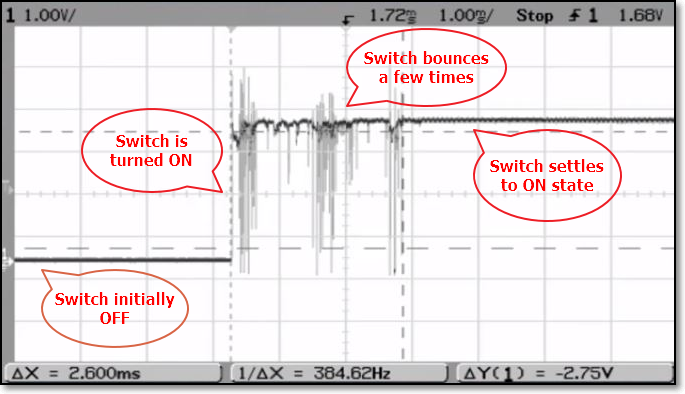 1 1.00V/ 1.72ms 1.00ms/ Stop 1 1.68V
Switch bounces
a few times
Switch is
turned ON
Switch settles
to ON state
Switch initially
OFF
ΔX = 2.600ms 1/ΔX = 384.62Hz ΔY(1) = -2.75V